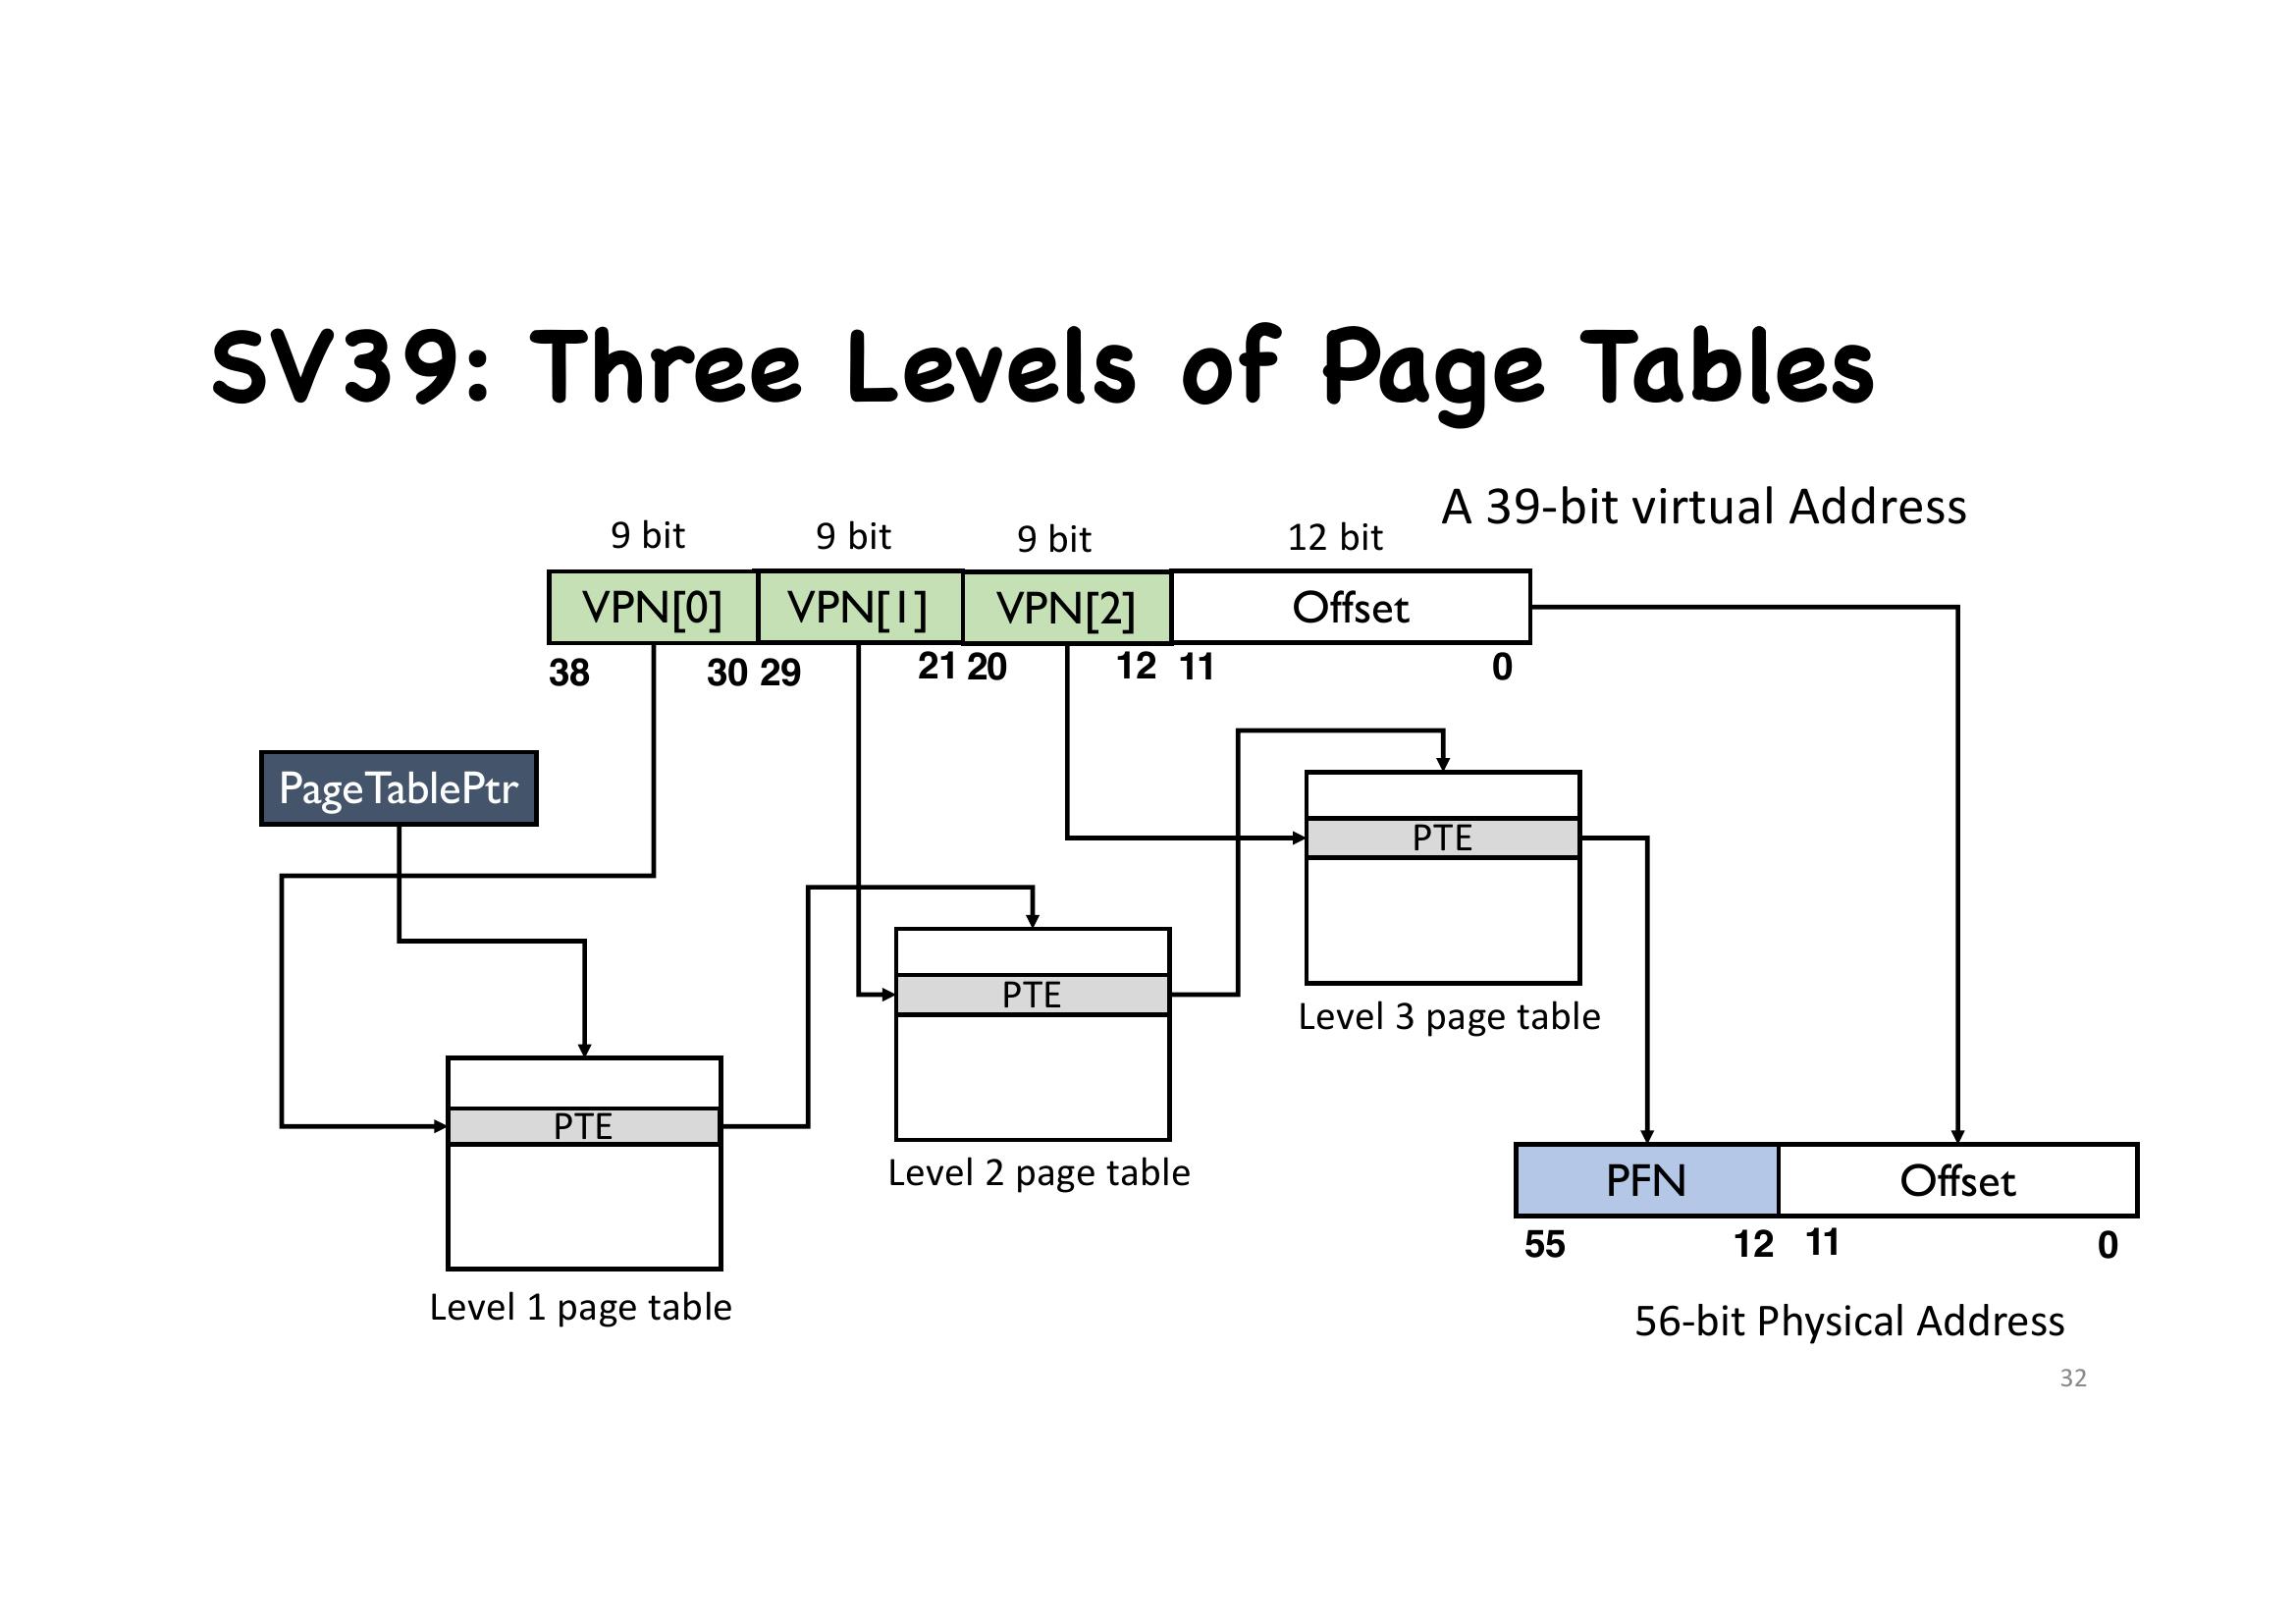 SV39: Three Levels of Page Tables
A 39-bit virtual Address
9 bit 9 bit 9 bit 12 bit
VPN[0] VPN[1] VPN[2] Offset
38 30 29 21 20 12 11 0
PageTablePtr
PTE
Level 3 page table
PTE
Level 2 page table
PTE
Level 1 page table
PFN Offset
55 12 11 0
56-bit Physical Address
32